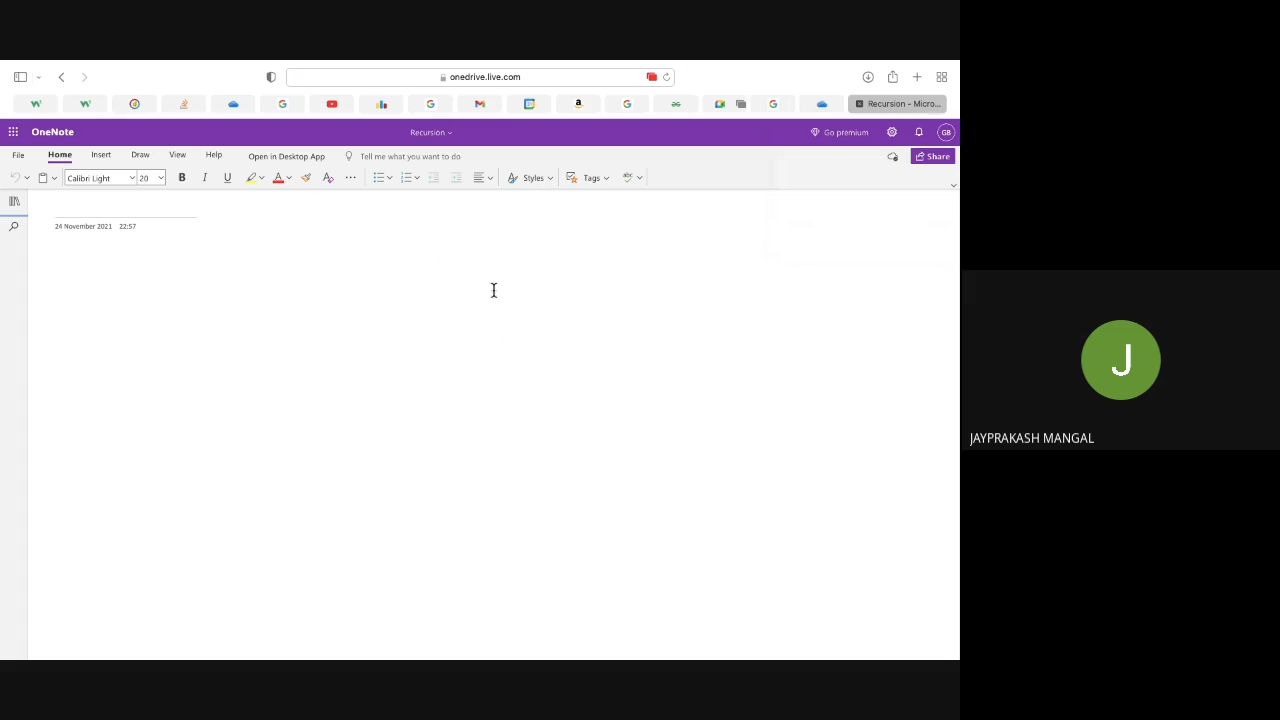 onedrive.live.com
Recursion – Micro...
OneNote
Recursion
Go premium
GB
File Home Insert Draw View Help Open in Desktop App Tell me what you want to do
Share
Calibri Light 20 B I U A Styles Tags
24 November 2021 22:57
J
JAYPRAKASH MANGAL